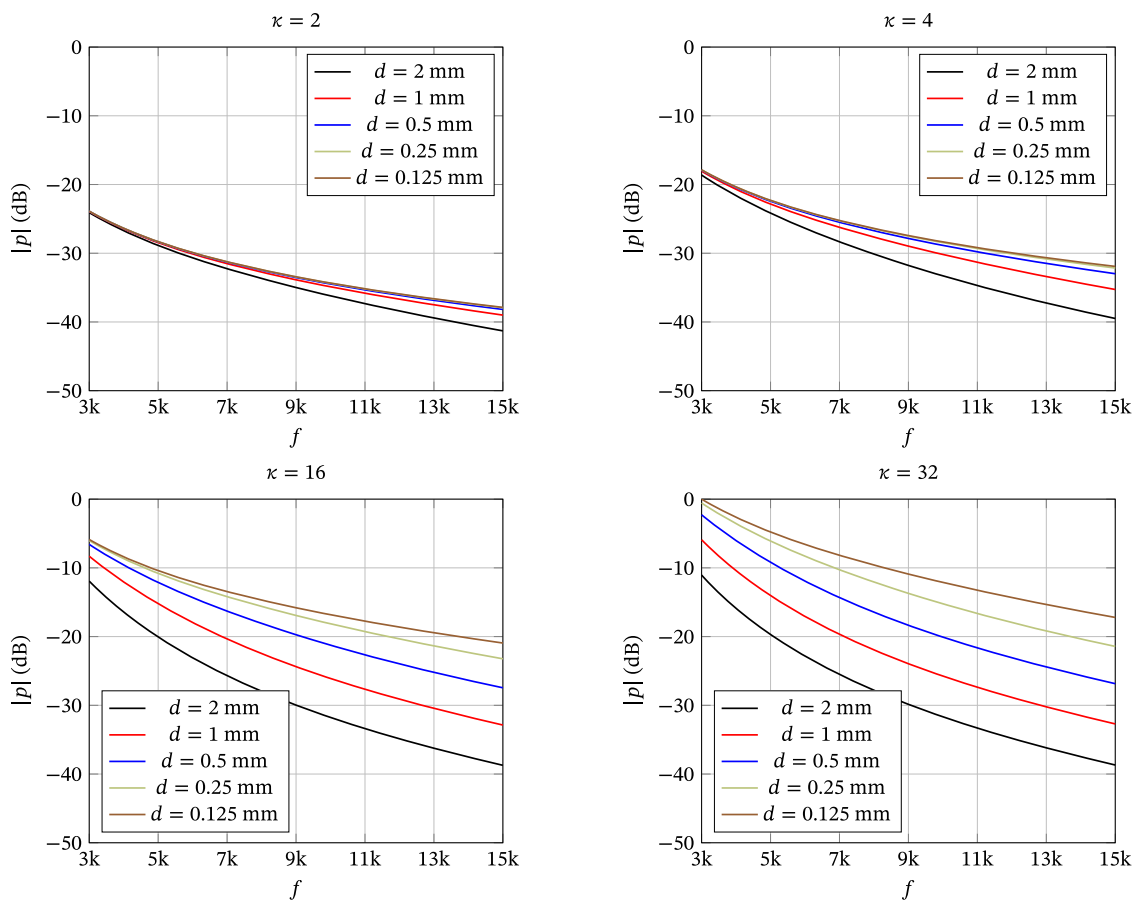 κ = 2
0
−10
−20
−30
−40
−50
|p| (dB)
d = 2 mm
d = 1 mm
d = 0.5 mm
d = 0.25 mm
d = 0.125 mm
3k 5k 7k 9k 11k 13k 15k
f
κ = 4
0
−10
−20
−30
−40
−50
|p| (dB)
d = 2 mm
d = 1 mm
d = 0.5 mm
d = 0.25 mm
d = 0.125 mm
3k 5k 7k 9k 11k 13k 15k
f
κ = 16
0
−10
−20
−30
−40
−50
|p| (dB)
d = 2 mm
d = 1 mm
d = 0.5 mm
d = 0.25 mm
d = 0.125 mm
3k 5k 7k 9k 11k 13k 15k
f
κ = 32
0
−10
−20
−30
−40
−50
|p| (dB)
d = 2 mm
d = 1 mm
d = 0.5 mm
d = 0.25 mm
d = 0.125 mm
3k 5k 7k 9k 11k 13k 15k
f